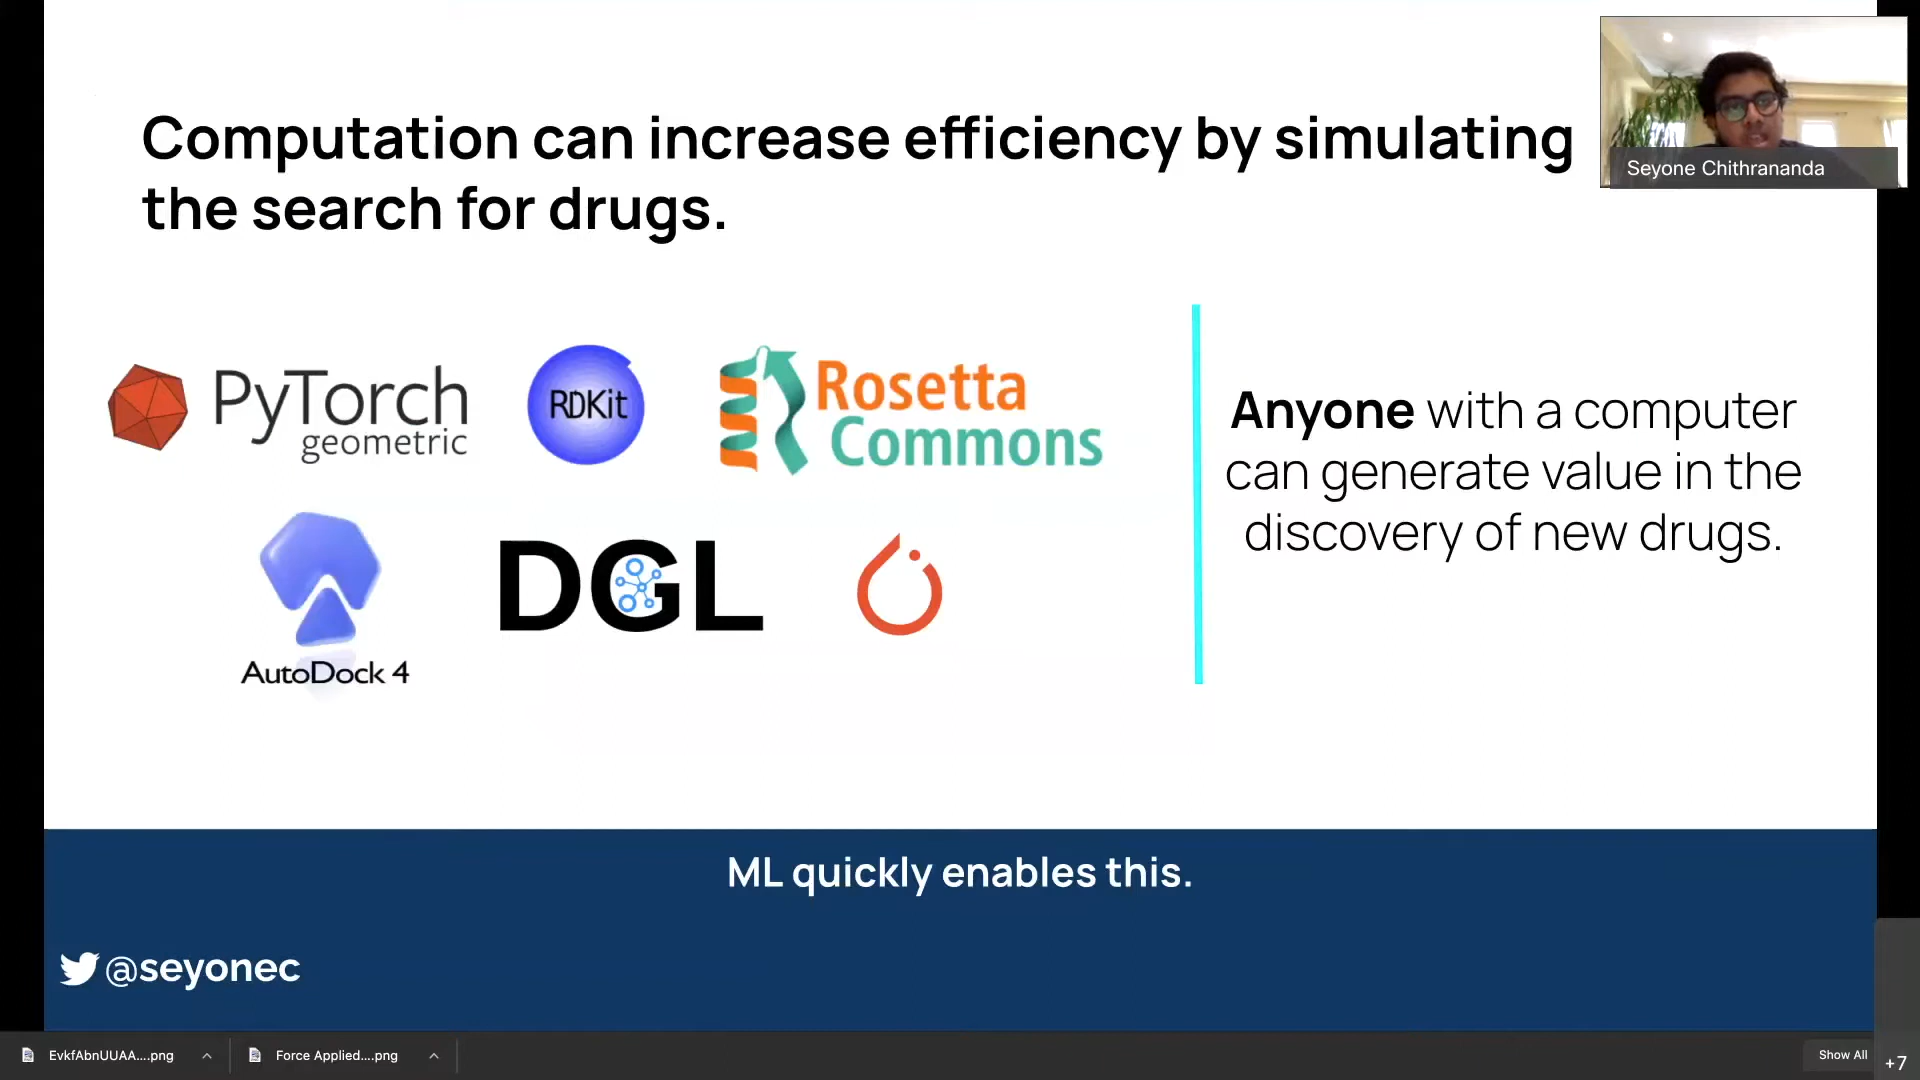 Computation can increase efficiency by simulating
the search for drugs.
Seyone Chithrananda
PyTorch
geometric
RDKit
Rosetta
Commons
AutoDock 4
DGL
Anyone with a computer
can generate value in the
discovery of new drugs.
ML quickly enables this.
@seyonec
EvkfAbnUUAA....png
Force Applied....png
Show All
+7